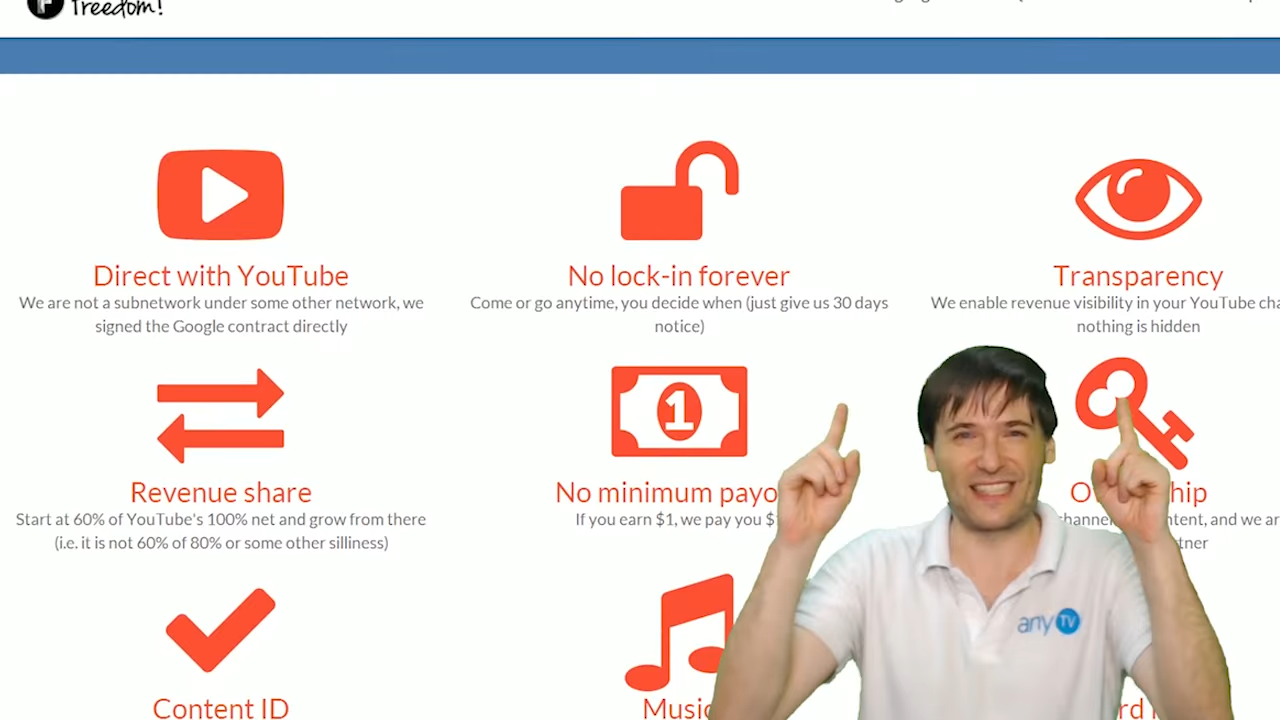 freedom!
Direct with YouTube
We are not a subnetwork under some other network, we
signed the Google contract directly
No lock-in forever
Come or go anytime, you decide when (just give us 30 days
notice)
Transparency
We enable revenue visibility in your YouTube
nothing is hidden
1
Revenue share
Start at 60% of YouTube's 100% net and grow from there
(i.e. it is not 60% of 80% or some other silliness)
No minimum
If you earn $1, we pay you
and we
any TV
Content ID
Music